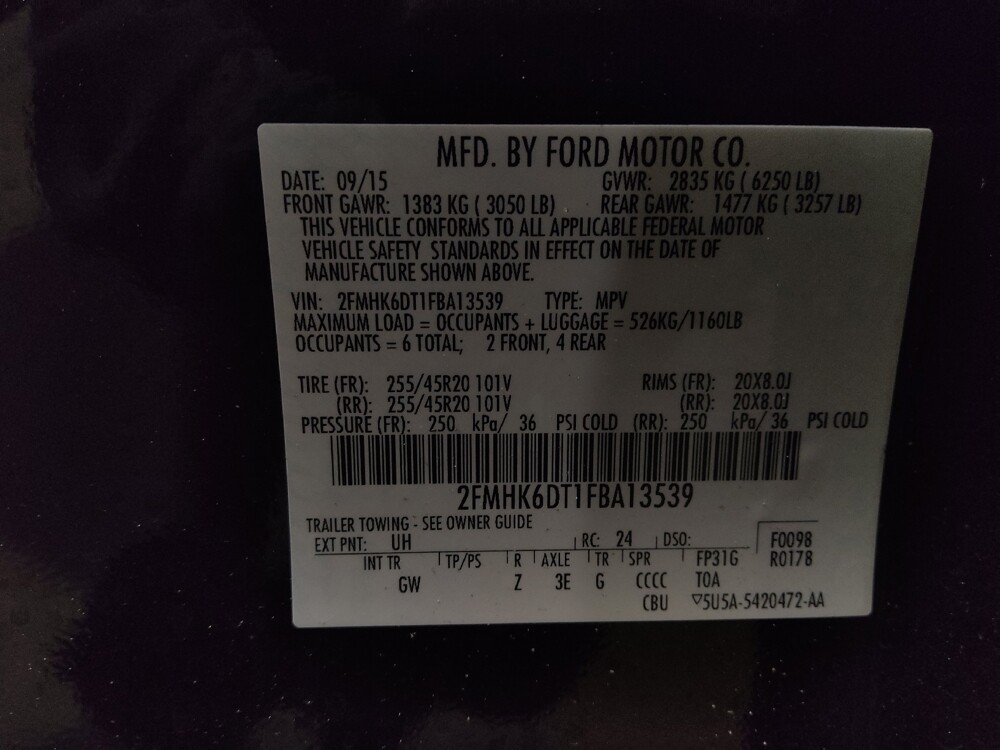 MFD. BY FORD MOTOR CO.
DATE: 09/15 GVWR: 2835 KG ( 6250 LB)
FRONT GAWR: 1383 KG ( 3050 LB) REAR GAWR: 1477 KG ( 3257 LB)
THIS VEHICLE CONFORMS TO ALL APPLICABLE FEDERAL MOTOR
VEHICLE SAFETY STANDARDS IN EFFECT ON THE DATE OF
MANUFACTURE SHOWN ABOVE.
VIN: 2FMHK6DT1FBA13539 TYPE: MPV
MAXIMUM LOAD = OCCUPANTS + LUGGAGE = 526KG/1160LB
OCCUPANTS = 6 TOTAL; 2 FRONT, 4 REAR
TIRE (FR): 255/45R20 101V RIMS (FR): 20X8.0J
(RR): 255/45R20 101V (RR): 20X8.0J
PRESSURE (FR): 250 kPa/ 36 PSI COLD (RR): 250 kPa/ 36 PSI COLD
2FMHK6DT1FBA13539
TRAILER TOWING - SEE OWNER GUIDE
EXT PNT: UH RC: 24 DSO: F0098
INT TR TP/PS R AXLE TR SPR FP31G R0178
GW Z 3E G CCCC TOA
CBU ▽5U5A-5420472-AA